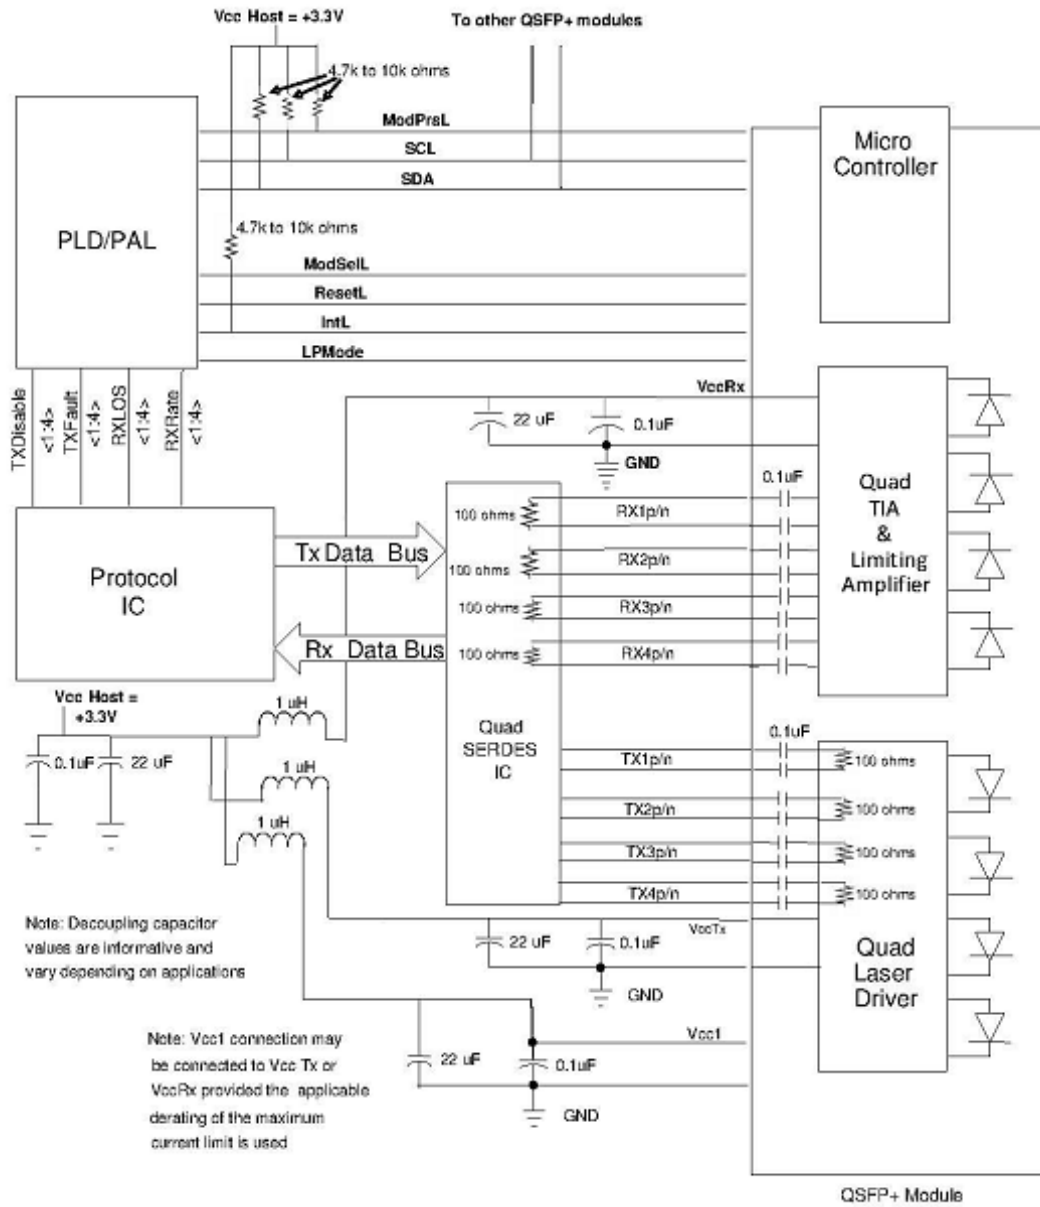 Vcc Host = +3.3V
To other QSFP+ modules
4.7k to 10k ohms
ModPrsL
SCL
SDA
Micro
Controller
PLD/PAL
4.7k to 10k ohms
ModSelL
ResetL
IntL
LPMode
TXDisable
<1:4>
TXFault
<1:4>
RXLOS
<1:4>
RXRate
<1:4>
VccRx
22 uF
0.1uF
GND
0.1uF
Quad
TIA
&
Limiting
Amplifier
100 ohms
RX1p/n
100 ohms
RX2p/n
100 ohms
RX3p/n
100 ohms
RX4p/n
Tx Data Bus
Protocol
IC
Rx Data Bus
Vcc Host =
+3.3V
0.1uF
22 uF
1 uH
1 uH
1 uH
Quad
SERDES
IC
0.1uF
TX1p/n
100 ohms
TX2p/n
100 ohms
TX3p/n
100 ohms
TX4p/n
100 ohms
Note: Decoupling capacitor
values are informative and
vary depending on applications
VccTx
22 uF
0.1uF
GND
Quad
Laser
Driver
Note: Vcc1 connection may
be connected to Vcc Tx or
VccRx provided the applicable
derating of the maximum
current limit is used
Vcc1
22 uF
0.1uF
GND
QSFP+ Module